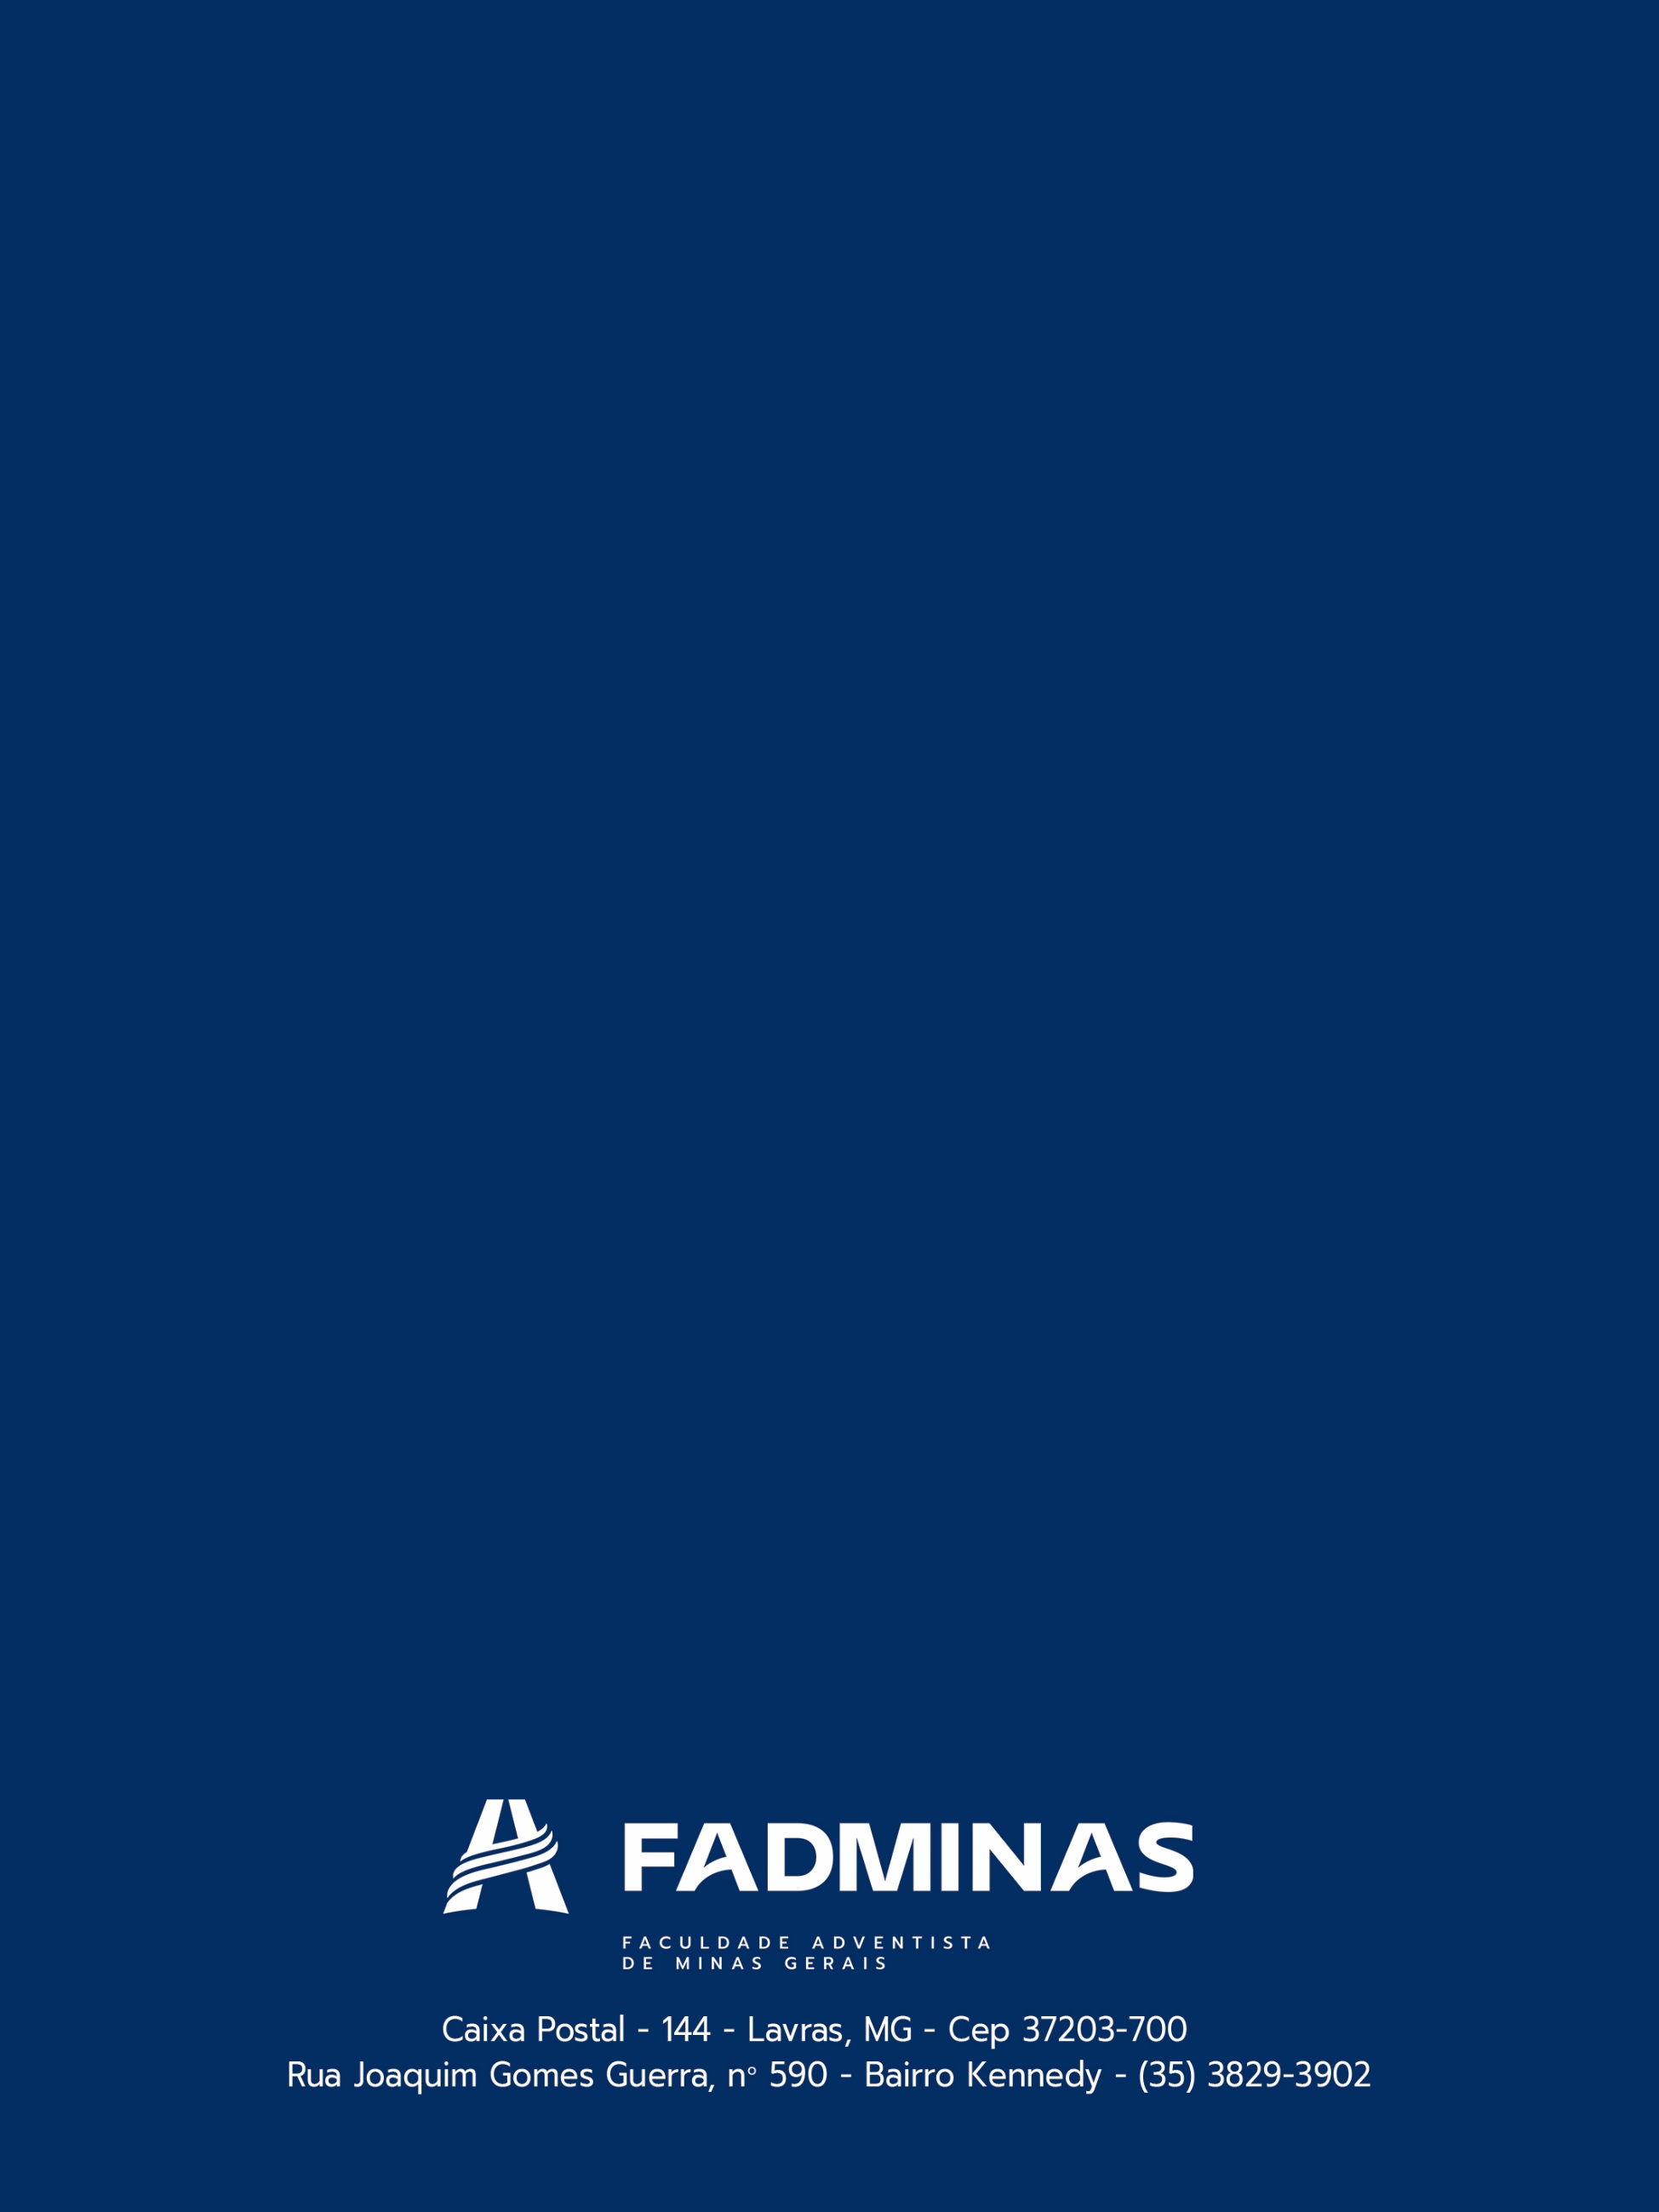 FADMINAS
FACULDADE ADVENTISTA
DE MINAS GERAIS
Caixa Postal - 144 - Lavras, MG - Cep 37203-700
Rua Joaquim Gomes Guerra, nº 590 - Bairro Kennedy - (35) 3829-3902